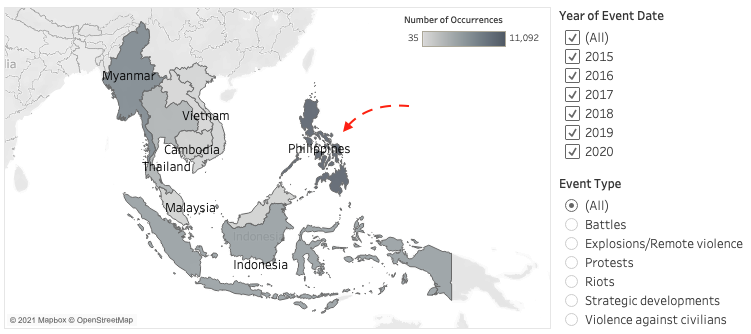 Number of Occurrences
35 11,092
ia
Myanmar
Vietnam
Cambodia
Thailand
Philippines
Malaysia
Indonesia
Indonesia
© 2021 Mapbox © OpenStreetMap
Year of Event Date
(All)
2015
2016
2017
2018
2019
2020
Event Type
(All)
Battles
Explosions/Remote violence
Protests
Riots
Strategic developments
Violence against civilians